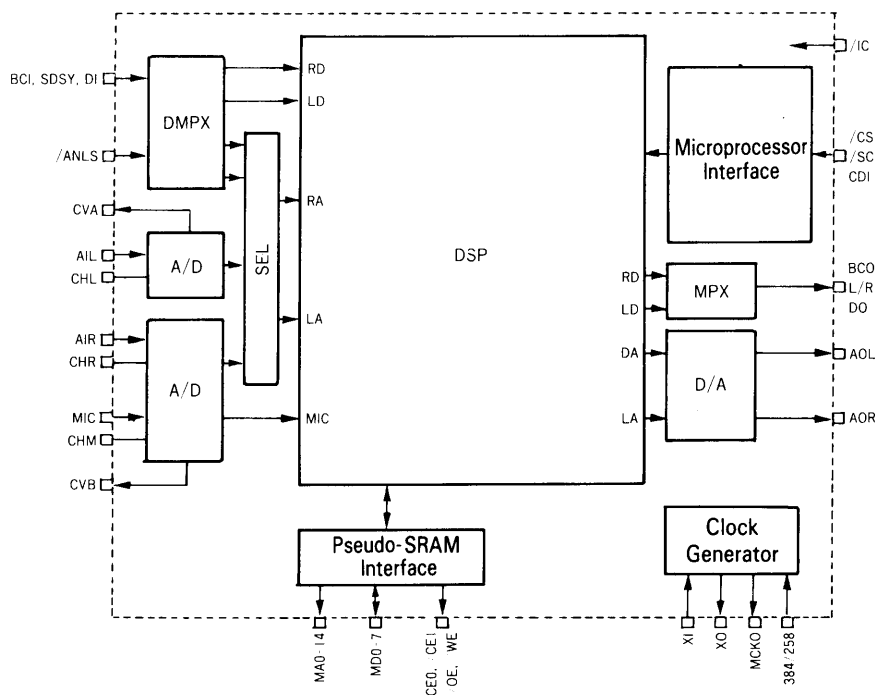 BCI, SDSY, DI
/ANLS
CVA
AIL
CHL
AIR
CHR
MIC
CHM
CVB
DMPX
A/D
A/D
SEL
RD
LD
RA
LA
MIC
DSP
RD
LD
DA
LA
/IC
Microprocessor
Interface
/CS
/SC
CDI
MPX
BCO
L/R
DO
D/A
AOL
AOR
Pseudo-SRAM
Interface
Clock
Generator
MA0-14
MD0-7
CE0, /CE1
/OE, WE
XI
XO
MCKO
384/258